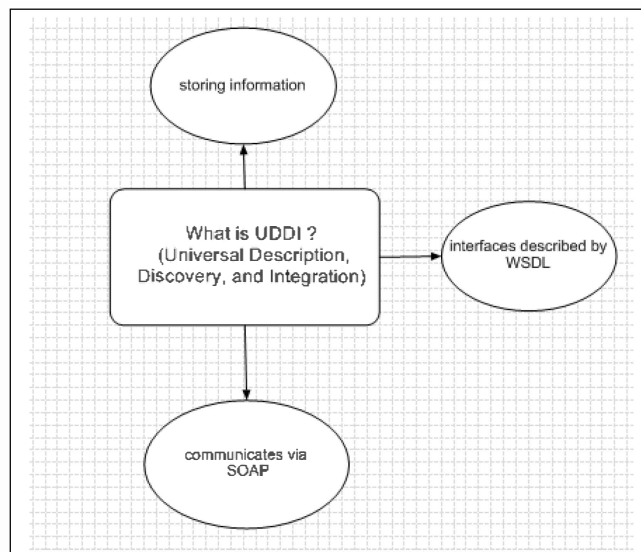 storing information
What is UDDI ?
(Universal Description,
Discovery, and Integration)
interfaces described by
WSDL
communicates via
SOAP